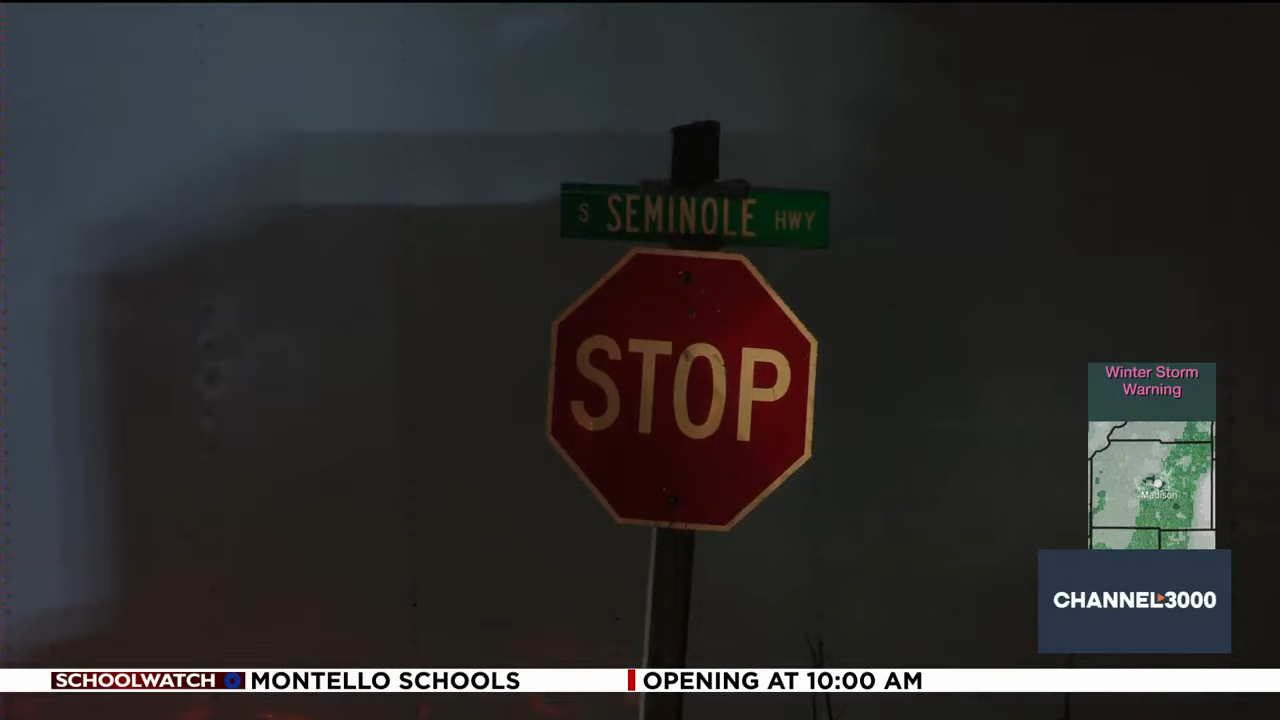 S SEMINOLE HWY
STOP
Winter Storm
Warning
Madison
CHANNEL3000
SCHOOLWATCH MONTELLO SCHOOLS OPENING AT 10:00 AM